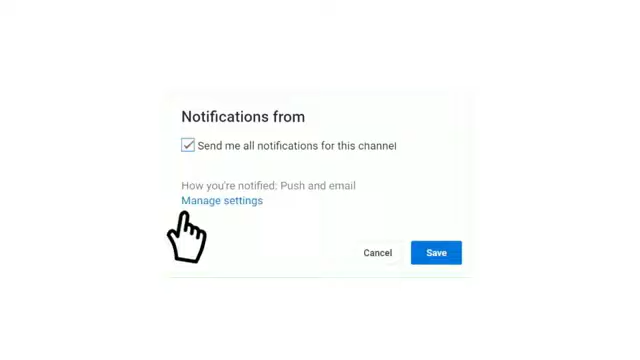 Notifications from
Send me all notifications for this channel
How you're notified: Push and email
Manage settings
Cancel
Save